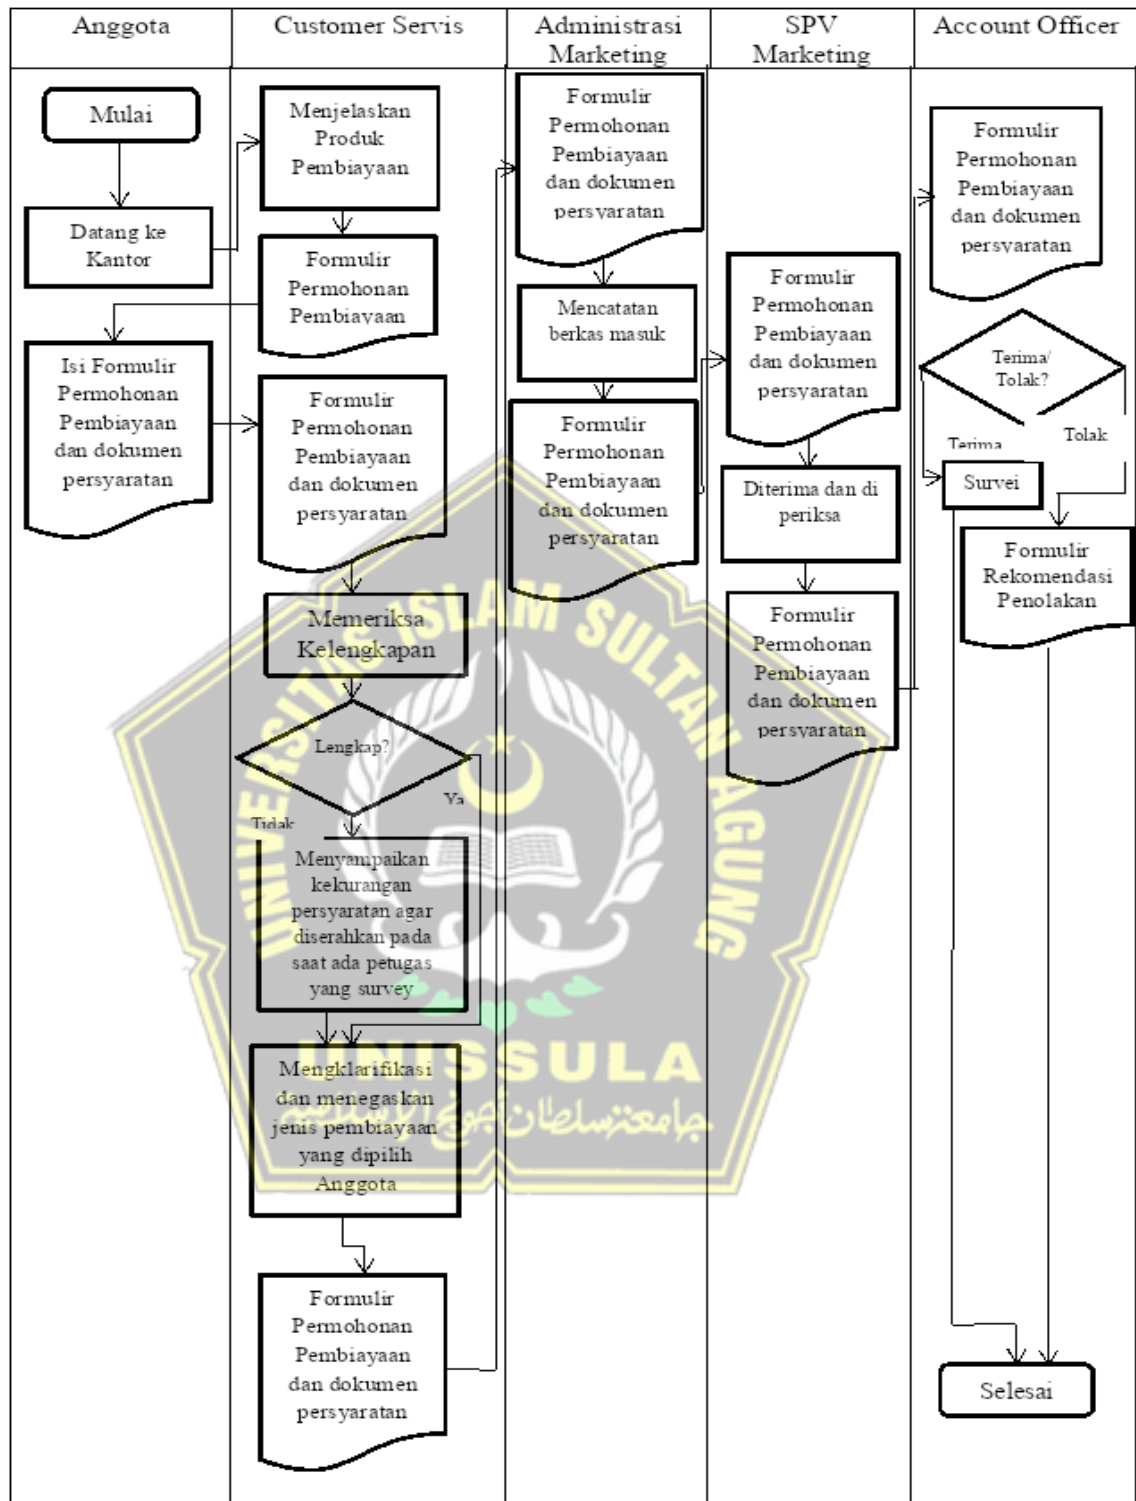 Anggota
Customer Servis
Administrasi
Marketing
SPV
Marketing
Account Officer
Mulai
Datang ke
Kantor
Isi Formulir
Permohonan
Pembiayaan
dan dokumen
persyaratan
Menjelaskan
Produk
Pembiayaan
Formulir
Permohonan
Pembiayaan
Formulir
Permohonan
Pembiayaan
dan dokumen
persyaratan
Memeriksa
Kelengkapan
Lengkap?
Ya
Tidak
Menyampaikan
kekurangan
persyaratan agar
diserahkan pada
saat ada petugas
yang survey
Mengklarifikasi
dan menegaskan
jenis pembiayaan
yang dipilih
Anggota
Formulir
Permohonan
Pembiayaan
dan dokumen
persyaratan
Formulir
Permohonan
Pembiayaan
dan dokumen
persyaratan
Mencatatan
berkas masuk
Formulir
Permohonan
Pembiayaan
dan dokumen
persyaratan
Formulir
Permohonan
Pembiayaan
dan dokumen
persyaratan
Diterima dan di
periksa
Formulir
Permohonan
Pembiayaan
dan dokumen
persyaratan
Formulir
Permohonan
Pembiayaan
dan dokumen
persyaratan
Terima/
Tolak?
Terima
Tolak
Survei
Formulir
Rekomendasi
Penolakan
Selesai
UNIVERSITAS ISLAM SULTAN AGUNG
UNISSULA
جامعة سلطان أجونج الإسلامية